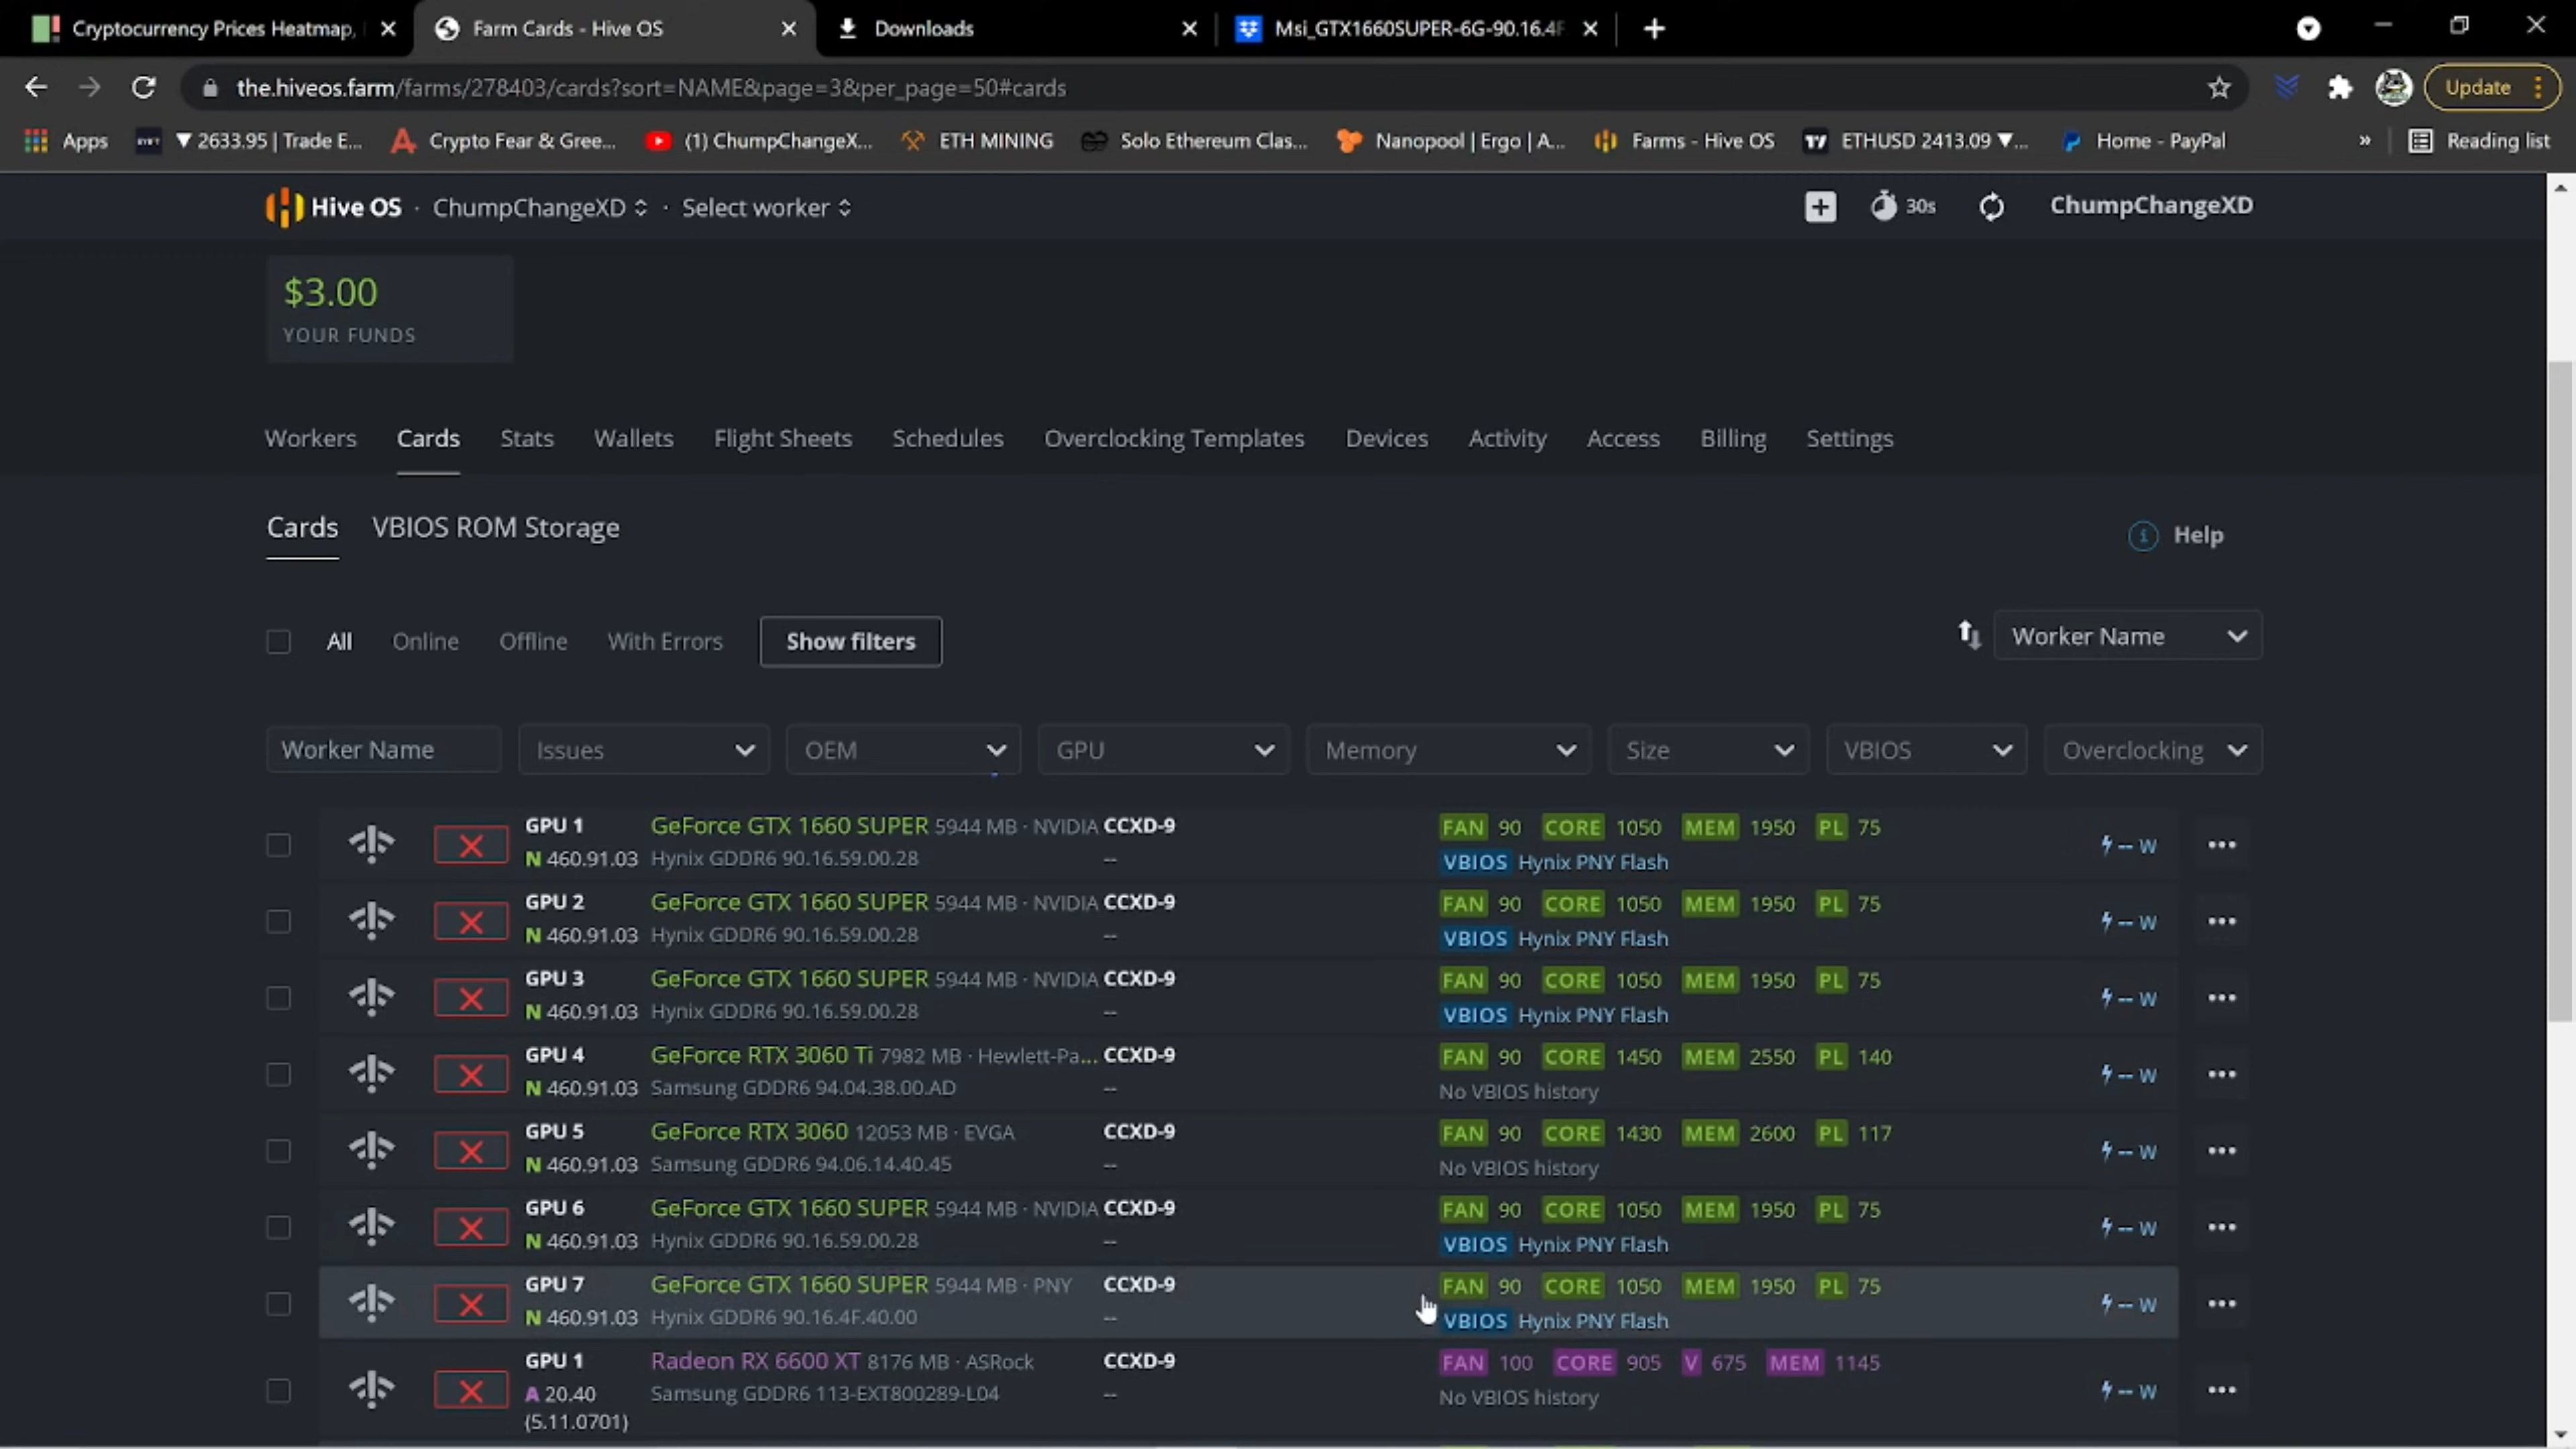 Cryptocurrency Prices Heatmap,
Farm Cards - Hive OS
Downloads
Msi_GTX1660SUPER-6G-90.16.4F
the.hiveos.farm/farms/278403/cards?sort=NAME&page=3&per_page=50#cards
Update
Apps
▼ 2633.95 | Trade E...
Crypto Fear & Gree...
(1) ChumpChangeX...
ETH MINING
Solo Ethereum Clas...
Nanopool | Ergo | A...
Farms - Hive OS
ETHUSD 2413.09 ▼...
Home - PayPal
»
Reading list
Hive OS · ChumpChangeXD · Select worker
30s
ChumpChangeXD
$3.00
YOUR FUNDS
Workers Cards Stats Wallets Flight Sheets Schedules Overclocking Templates Devices Activity Access Billing Settings
Cards VBIOS ROM Storage
Help
All Online Offline With Errors Show filters
Worker Name
Worker Name Issues OEM GPU Memory Size VBIOS Overclocking
GPU 1 GeForce GTX 1660 SUPER 5944 MB · NVIDIA CCXD-9 FAN 90 CORE 1050 MEM 1950 PL 75
N 460.91.03 Hynix GDDR6 90.16.59.00.28 -- VBIOS Hynix PNY Flash -- W
GPU 2 GeForce GTX 1660 SUPER 5944 MB · NVIDIA CCXD-9 FAN 90 CORE 1050 MEM 1950 PL 75
N 460.91.03 Hynix GDDR6 90.16.59.00.28 -- VBIOS Hynix PNY Flash -- W
GPU 3 GeForce GTX 1660 SUPER 5944 MB · NVIDIA CCXD-9 FAN 90 CORE 1050 MEM 1950 PL 75
N 460.91.03 Hynix GDDR6 90.16.59.00.28 -- VBIOS Hynix PNY Flash -- W
GPU 4 GeForce RTX 3060 Ti 7982 MB · Hewlett-Pa... CCXD-9 FAN 90 CORE 1450 MEM 2550 PL 140
N 460.91.03 Samsung GDDR6 94.04.38.00.AD -- No VBIOS history -- W
GPU 5 GeForce RTX 3060 12053 MB · EVGA CCXD-9 FAN 90 CORE 1430 MEM 2600 PL 117
N 460.91.03 Samsung GDDR6 94.06.14.40.45 -- No VBIOS history -- W
GPU 6 GeForce GTX 1660 SUPER 5944 MB · NVIDIA CCXD-9 FAN 90 CORE 1050 MEM 1950 PL 75
N 460.91.03 Hynix GDDR6 90.16.59.00.28 -- VBIOS Hynix PNY Flash -- W
GPU 7 GeForce GTX 1660 SUPER 5944 MB · PNY CCXD-9 FAN 90 CORE 1050 MEM 1950 PL 75
N 460.91.03 Hynix GDDR6 90.16.4F.40.00 -- VBIOS Hynix PNY Flash -- W
GPU 1 Radeon RX 6600 XT 8176 MB · ASRock CCXD-9 FAN 100 CORE 905 V 675 MEM 1145
A 20.40 Samsung GDDR6 113-EXT800289-L04 -- No VBIOS history -- W
(5.11.0701)